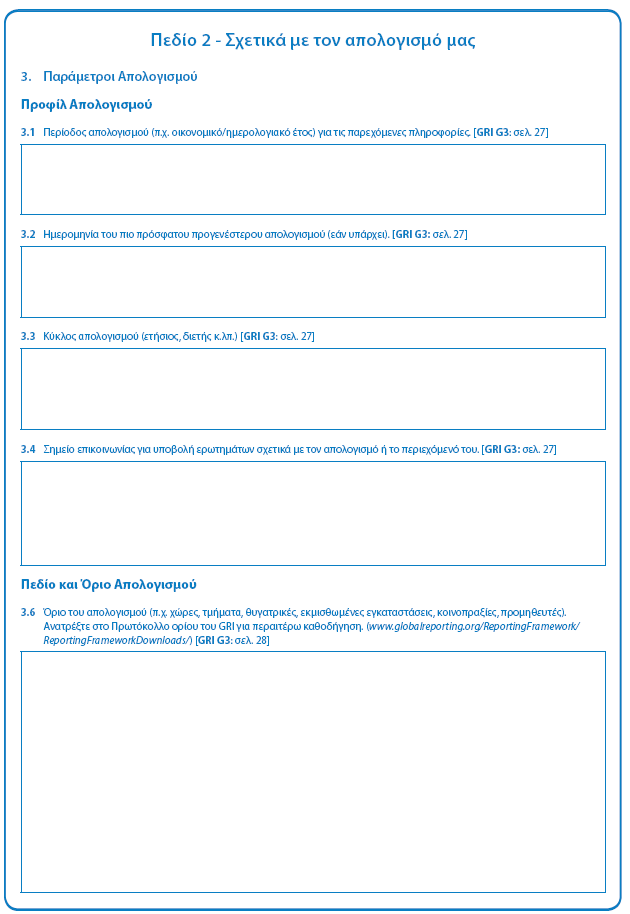 Πεδίο 2 - Σχετικά με τον απολογισμό μας
3. Παράμετροι Απολογισμού
Προφίλ Απολογισμού
3.1 Περίοδος απολογισμού (π.χ. οικονομικό/ημερολογιακό έτος) για τις παρεχόμενες πληροφορίες. [GRI G3: σελ. 27]
3.2 Ημερομηνία του πιο πρόσφατου προγενέστερου απολογισμού (εάν υπάρχει). [GRI G3: σελ. 27]
3.3 Κύκλος απολογισμού (ετήσιος, διετής κ.λπ.) [GRI G3: σελ. 27]
3.4 Σημείο επικοινωνίας για υποβολή ερωτημάτων σχετικά με τον απολογισμό ή το περιεχόμενό του. [GRI G3: σελ. 27]
Πεδίο και Όριο Απολογισμού
3.6 Όριο του απολογισμού (π.χ. χώρες, τμήματα, θυγατρικές, εκμισθωμένες εγκαταστάσεις, κοινοπραξίες, προμηθευτές).
Ανατρέξτε στο Πρωτόκολλο ορίου του GRI για περαιτέρω καθοδήγηση. (www.globalreporting.org/ReportingFramework/
ReportingFrameworkDownloads/) [GRI G3: σελ. 28]